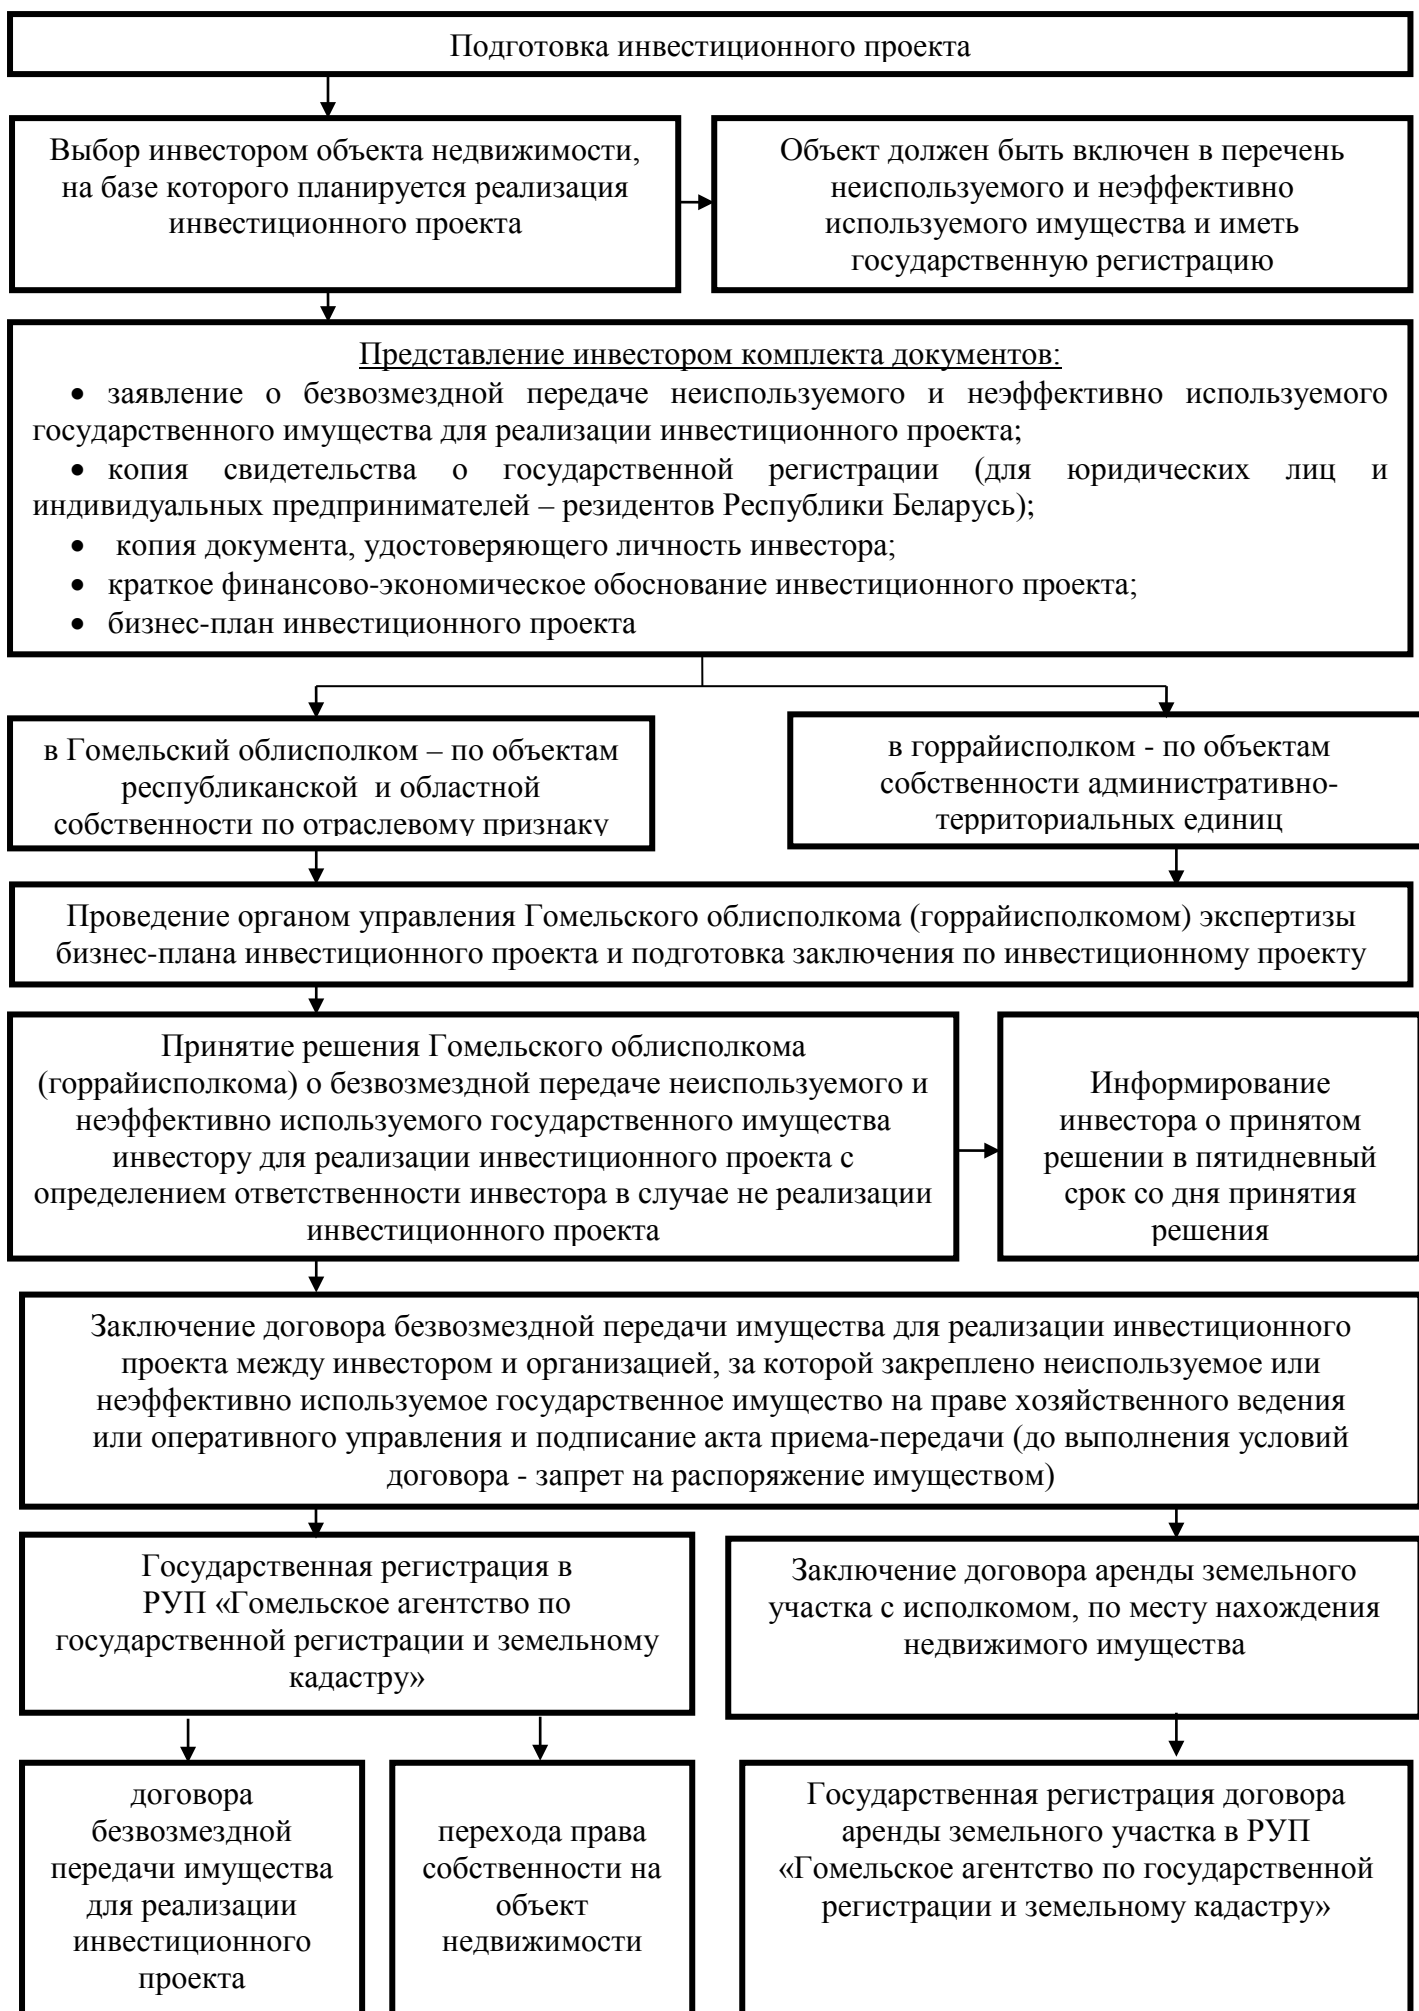 Подготовка инвестиционного проекта
Выбор инвестором объекта недвижимости,
на базе которого планируется реализация
инвестиционного проекта
Объект должен быть включен в перечень
неиспользуемого и неэффективно
используемого имущества и иметь
государственную регистрацию
Представление инвестором комплекта документов:
• заявление о безвозмездной передаче неиспользуемого и неэффективно используемого
государственного имущества для реализации инвестиционного проекта;
• копия свидетельства о государственной регистрации (для юридических лиц и
индивидуальных предпринимателей – резидентов Республики Беларусь);
• копия документа, удостоверяющего личность инвестора;
• краткое финансово-экономическое обоснование инвестиционного проекта;
• бизнес-план инвестиционного проекта
в Гомельский облисполком – по объектам
республиканской и областной
собственности по отраслевому признаку
в горрайисполком - по объектам
собственности административно-
территориальных единиц
Проведение органом управления Гомельского облисполкома (горрайисполкомом) экспертизы
бизнес-плана инвестиционного проекта и подготовка заключения по инвестиционному проекту
Принятие решения Гомельского облисполкома
(горрайисполкома) о безвозмездной передаче неиспользуемого и
неэффективно используемого государственного имущества
инвестору для реализации инвестиционного проекта с
определением ответственности инвестора в случае не реализации
инвестиционного проекта
Информирование
инвестора о принятом
решении в пятидневный
срок со дня принятия
решения
Заключение договора безвозмездной передачи имущества для реализации инвестиционного
проекта между инвестором и организацией, за которой закреплено неиспользуемое или
неэффективно используемое государственное имущество на праве хозяйственного ведения
или оперативного управления и подписание акта приема-передачи (до выполнения условий
договора - запрет на распоряжение имуществом)
Государственная регистрация в
РУП «Гомельское агентство по
государственной регистрации и земельному
кадастру»
Заключение договора аренды земельного
участка с исполкомом, по месту нахождения
недвижимого имущества
договора
безвозмездной
передачи имущества
для реализации
инвестиционного
проекта
перехода права
собственности на
объект
недвижимости
Государственная регистрация договора
аренды земельного участка в РУП
«Гомельское агентство по государственной
регистрации и земельному кадастру»